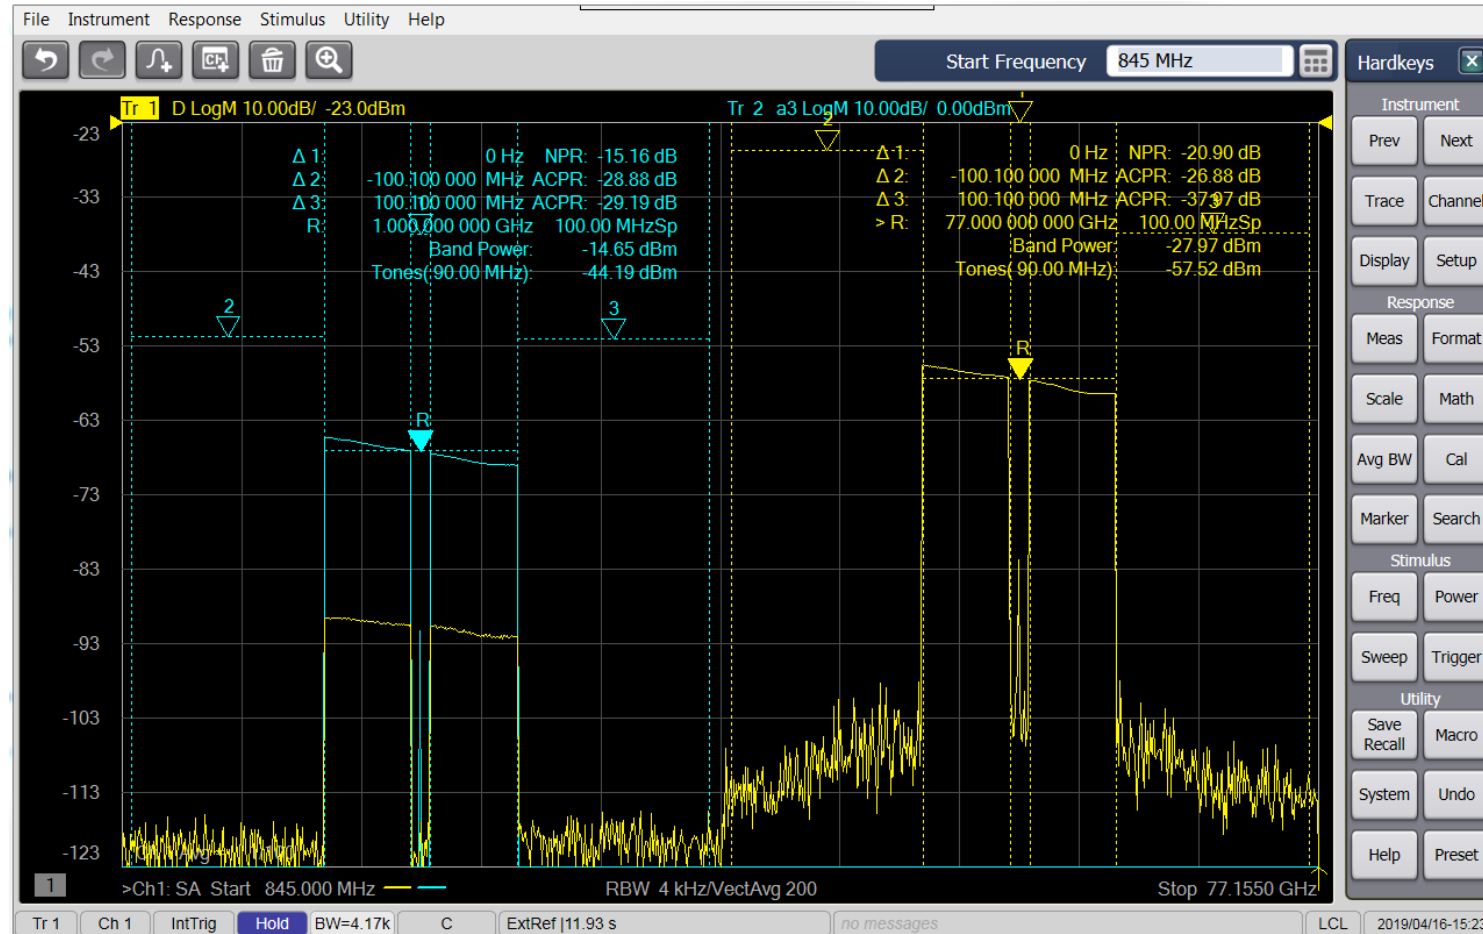 File Instrument Response Stimulus Utility Help
Start Frequency 845 MHz
Hardkeys
Tr 1 D LogM 10.00dB/ -23.0dBm
Tr 2 a3 LogM 10.00dB/ 0.00dBm
-23
-33
-43
-53
-63
-73
-83
-93
-103
-113
-123
Δ 1: 0 Hz NPR: -15.16 dB
Δ 2: -100.100 000 MHz ACPR: -28.88 dB
Δ 3: 100.100 000 MHz ACPR: -29.19 dB
R: 1.000 000 000 GHz 100.00 MHzSp
Band Power: -14.65 dBm
Tones( 90.00 MHz): -44.19 dBm
Δ 1: 0 Hz NPR: -20.90 dB
Δ 2: -100.100 000 MHz ACPR: -26.88 dB
Δ 3: 100.100 000 MHz ACPR: -37.97 dB
> R: 77.000 000 000 GHz 100.00 MHzSp
Band Power: -27.97 dBm
Tones( 90.00 MHz): -57.52 dBm
2
3
R
2
3
R
1
>Ch1: SA Start 845.000 MHz
RBW 4 kHz/VectAvg 200
Stop 77.1550 GHz
Instrument
Prev Next
Trace Channel
Display Setup
Response
Meas Format
Scale Math
Avg BW Cal
Marker Search
Stimulus
Freq Power
Sweep Trigger
Utility
Save Recall Macro
System Undo
Help Preset
Tr 1 Ch 1 IntTrig Hold BW=4.17k C ExtRef |11.93 s no messages LCL 2019/04/16-15:23